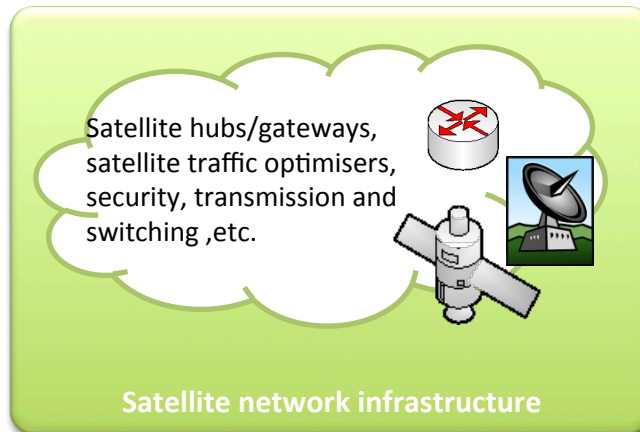 Satellite hubs/gateways,
satellite traffic optimisers,
security, transmission and
switching ,etc.
Satellite network infrastructure